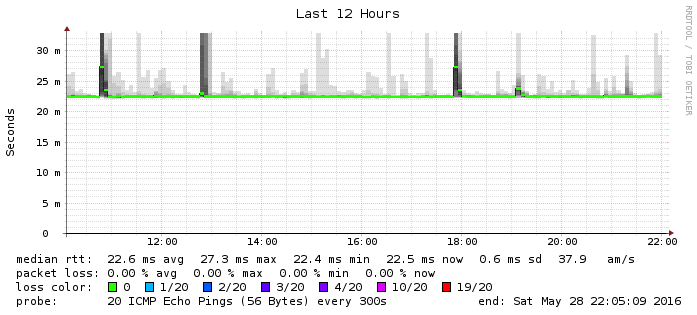 Last 12 Hours
RRDTOOL / TOBI OETIKER
Seconds
30 m
25 m
20 m
15 m
10 m
5 m
0
12:00 14:00 16:00 18:00 20:00 22:00
median rtt: 22.6 ms avg 27.3 ms max 22.4 ms min 22.5 ms now 0.6 ms sd 37.9 am/s
packet loss: 0.00 % avg 0.00 % max 0.00 % min 0.00 % now
loss color: 0 1/20 2/20 3/20 4/20 10/20 19/20
probe: 20 ICMP Echo Pings (56 Bytes) every 300s end: Sat May 28 22:05:09 2016